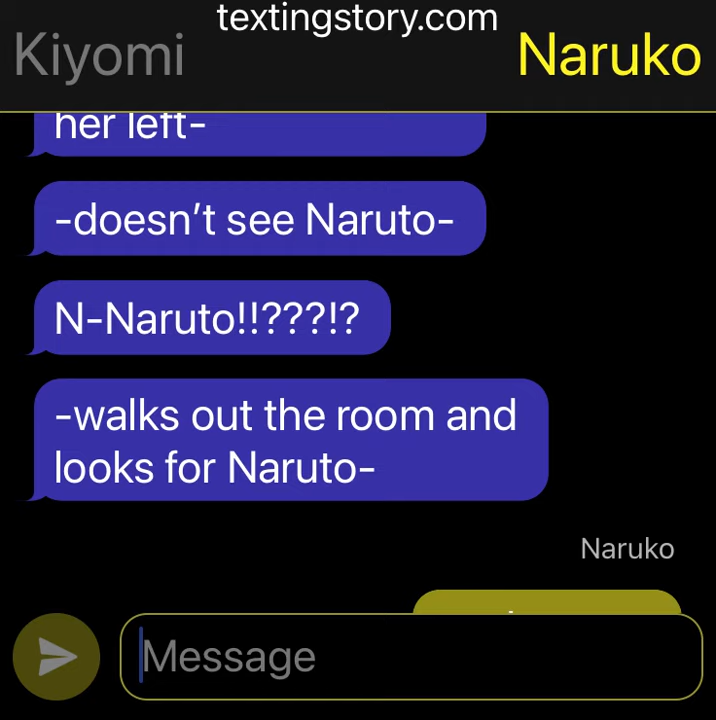 textingstory.com
Kiyomi
Naruko
her left-
-doesn’t see Naruto-
N-Naruto!!???!?
-walks out the room and
looks for Naruto-
Naruko
Message